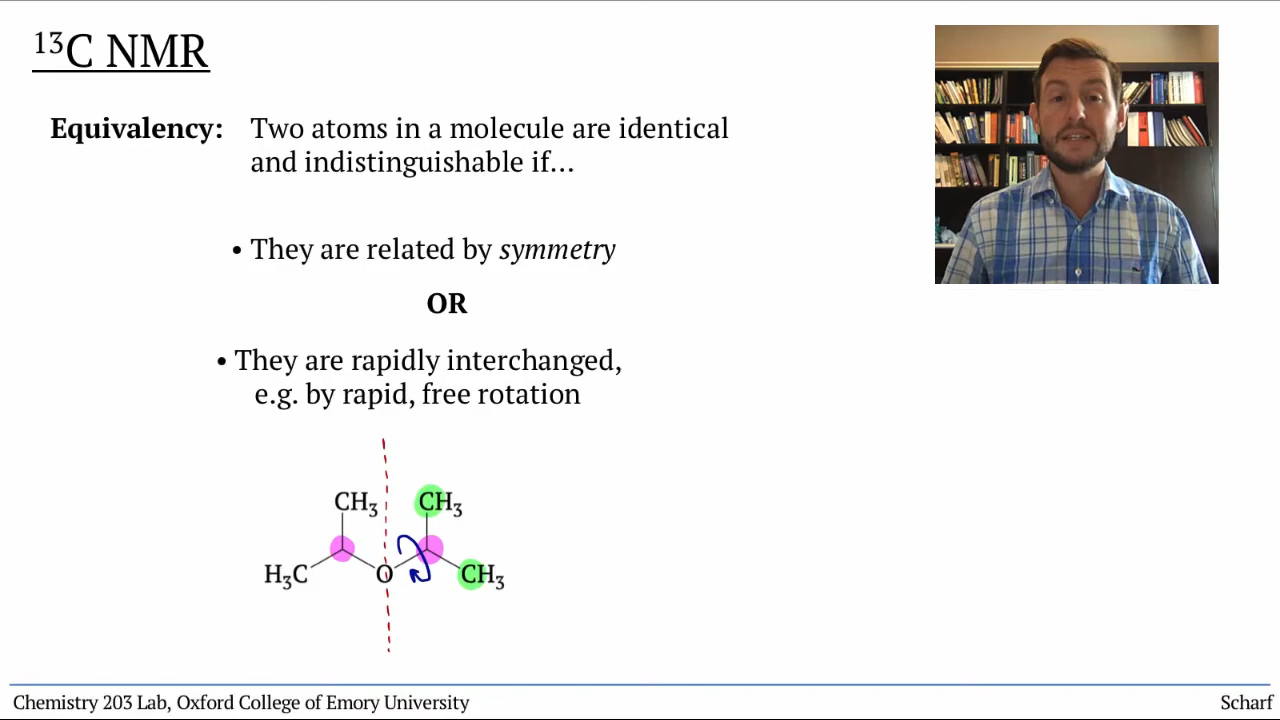 ¹³C NMR
Equivalency: Two atoms in a molecule are identical
and indistinguishable if…
• They are related by symmetry
OR
• They are rapidly interchanged,
e.g. by rapid, free rotation
CH₃ CH₃
H₃C O CH₃
Chemistry 203 Lab, Oxford College of Emory University Scharf